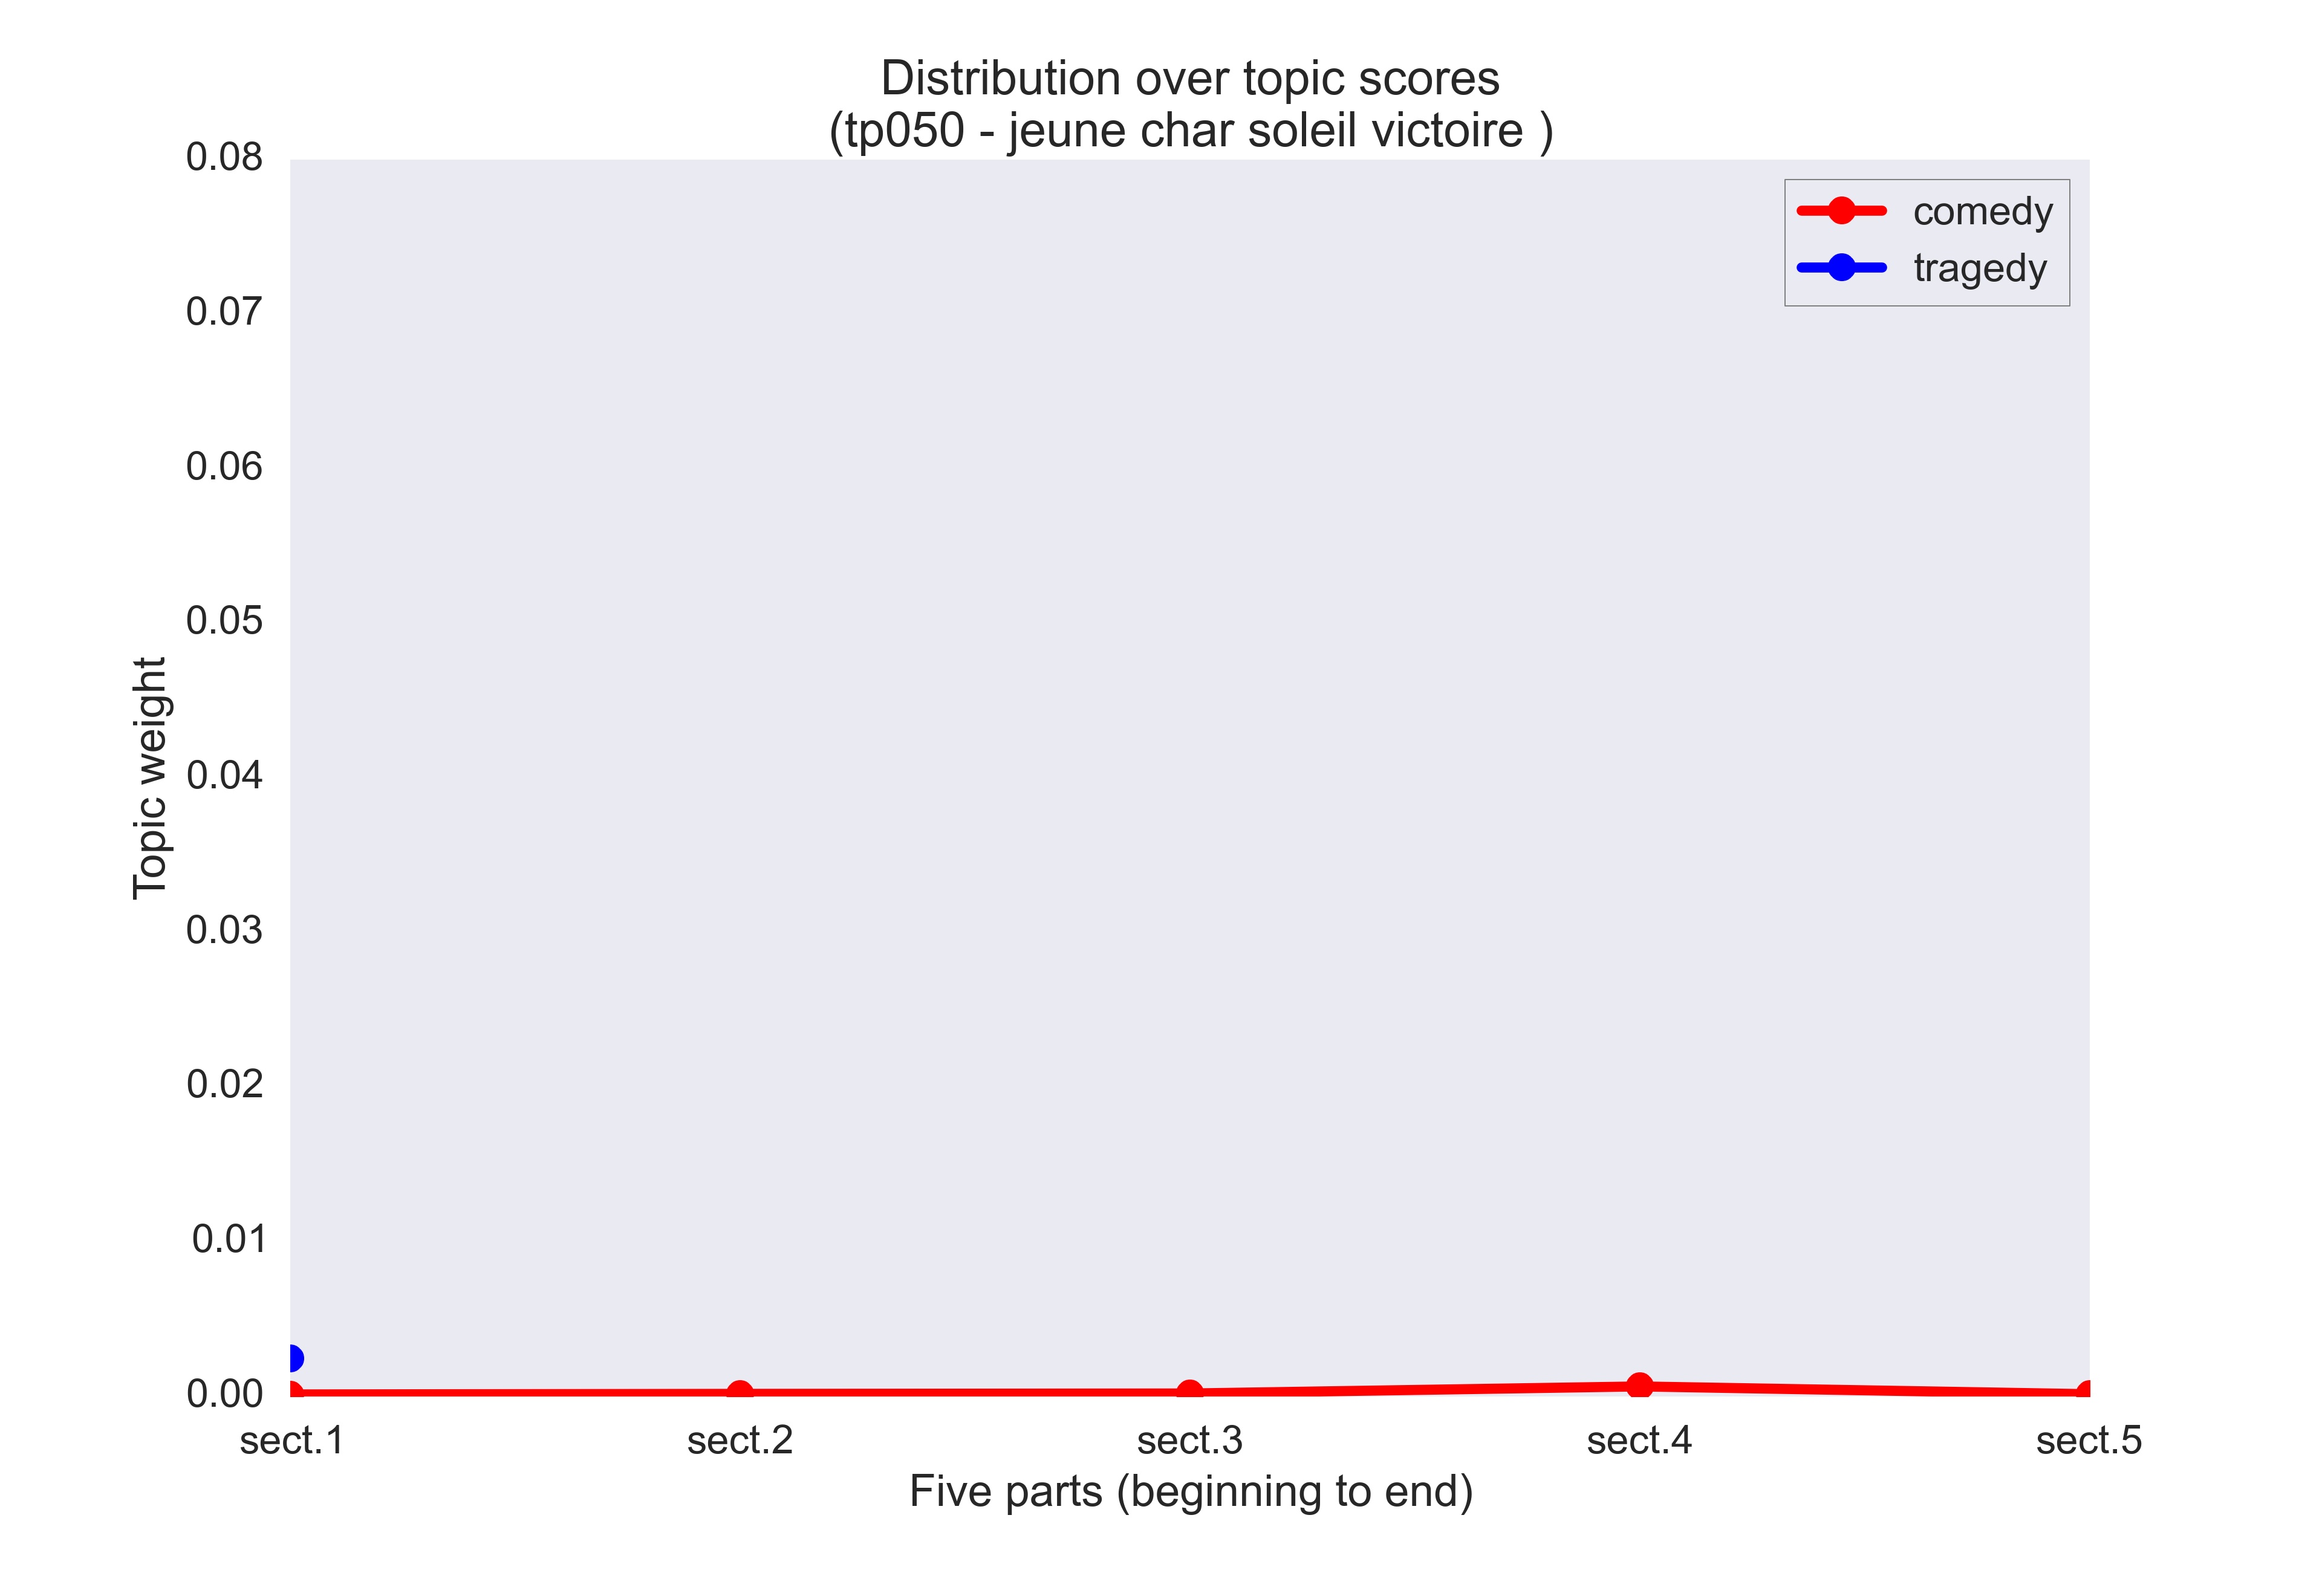 Distribution over topic scores
(tp050 - jeune char soleil victoire )
comedy
tragedy
Topic weight
0.08
0.07
0.06
0.05
0.04
0.03
0.02
0.01
0.00
sect.1
sect.2
sect.3
sect.4
sect.5
Five parts (beginning to end)